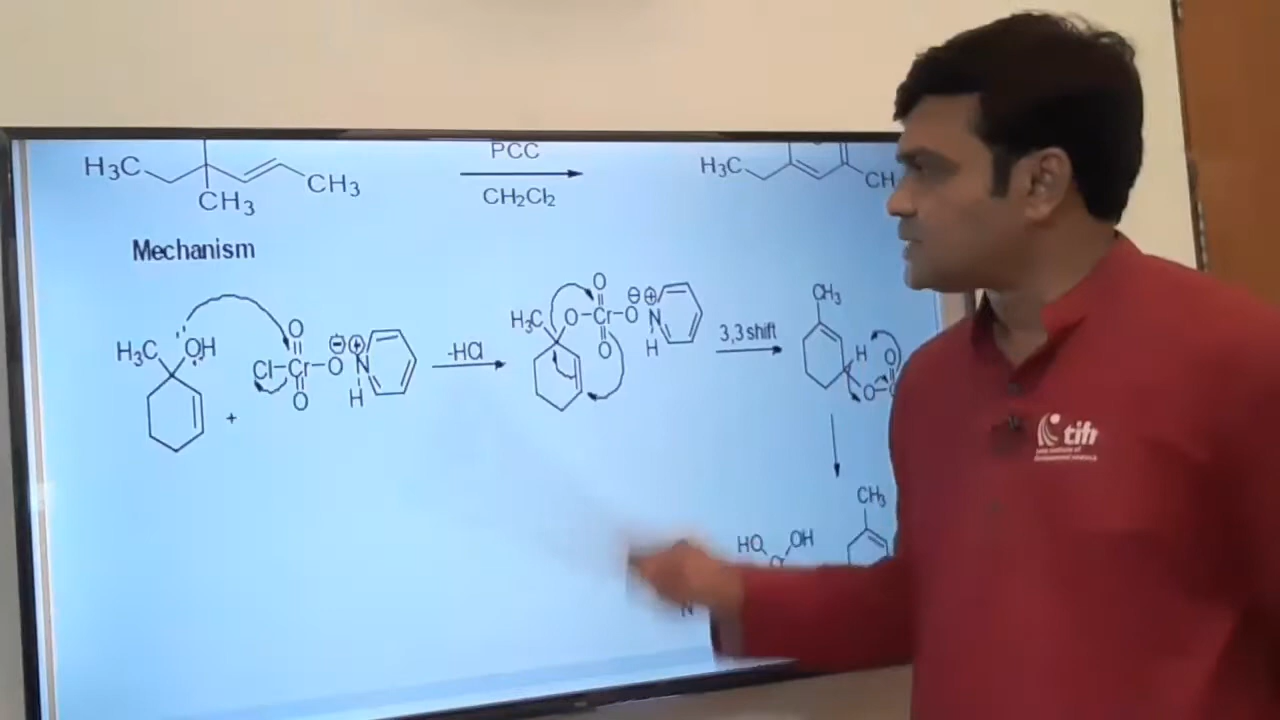 PCC
H₃C
CH₃
CH₃
CH₂Cl₂
H₃C
CH
Mechanism
H₃C
OH
+
Cl-Cr-O
O
O
⊖ ⊕
N
H
-HCl
H₃C
O-Cr-O
O
O
⊖ ⊕
N
H
3,3 shift
CH₃
H
O
O
CH₃
HO
OH
N
tifr